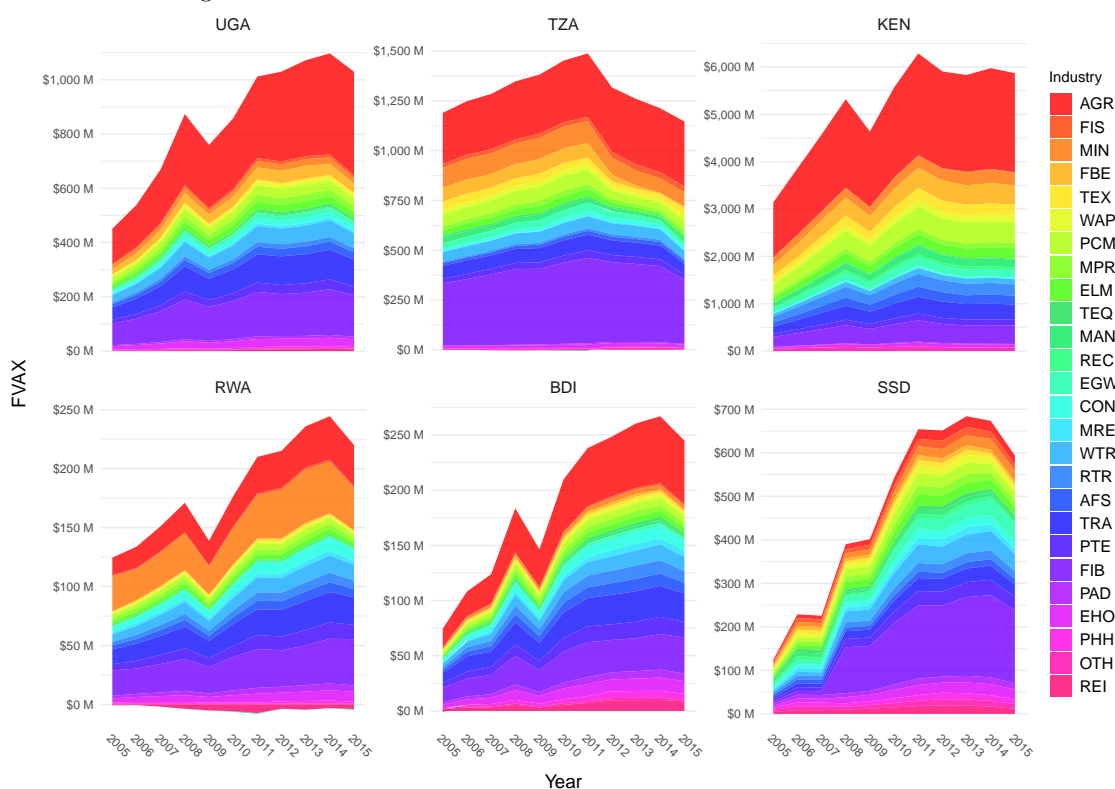 UGA
TZA
KEN
$1,000 M
$800 M
$600 M
$400 M
$200 M
$0 M
$1,500 M
$1,250 M
$1,000 M
$750 M
$500 M
$250 M
$0 M
$6,000 M
$5,000 M
$4,000 M
$3,000 M
$2,000 M
$1,000 M
$0 M
RWA
BDI
SSD
$250 M
$200 M
$150 M
$100 M
$50 M
$0 M
$250 M
$200 M
$150 M
$100 M
$50 M
$0 M
$700 M
$600 M
$500 M
$400 M
$300 M
$200 M
$100 M
$0 M
2005 2006 2007 2008 2009 2010 2011 2012 2013 2014 2015
2005 2006 2007 2008 2009 2010 2011 2012 2013 2014 2015
2005 2006 2007 2008 2009 2010 2011 2012 2013 2014 2015
FVAX
Year
Industry
AGR
FIS
MIN
FBE
TEX
WAP
PCM
MPR
ELM
TEQ
MAN
REC
EGW
CON
MRE
WTR
RTR
AFS
TRA
PTE
FIB
PAD
EHO
PHH
OTH
REI